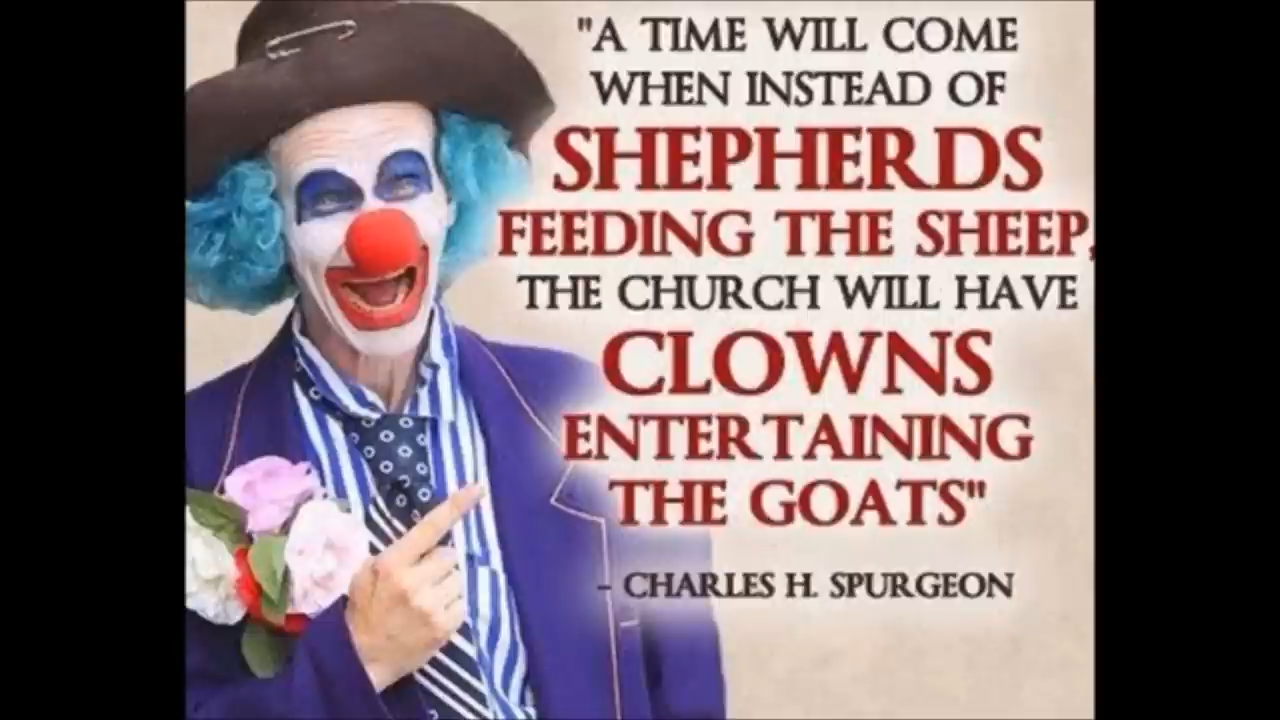 "A TIME WILL COME
WHEN INSTEAD OF
SHEPHERDS
FEEDING THE SHEEP,
THE CHURCH WILL HAVE
CLOWNS
ENTERTAINING
THE GOATS"
- CHARLES H. SPURGEON